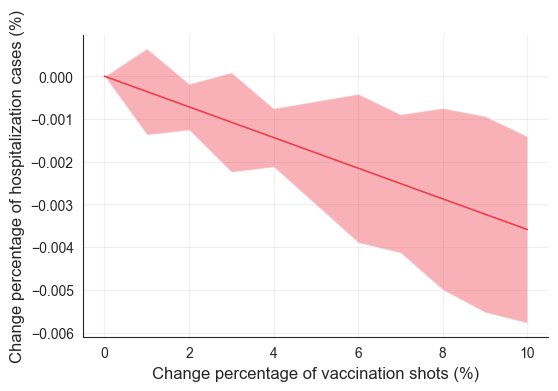 Change percentage of hospitalization cases (%)
0.000
−0.001
−0.002
−0.003
−0.004
−0.005
−0.006
0 2 4 6 8 10
Change percentage of vaccination shots (%)